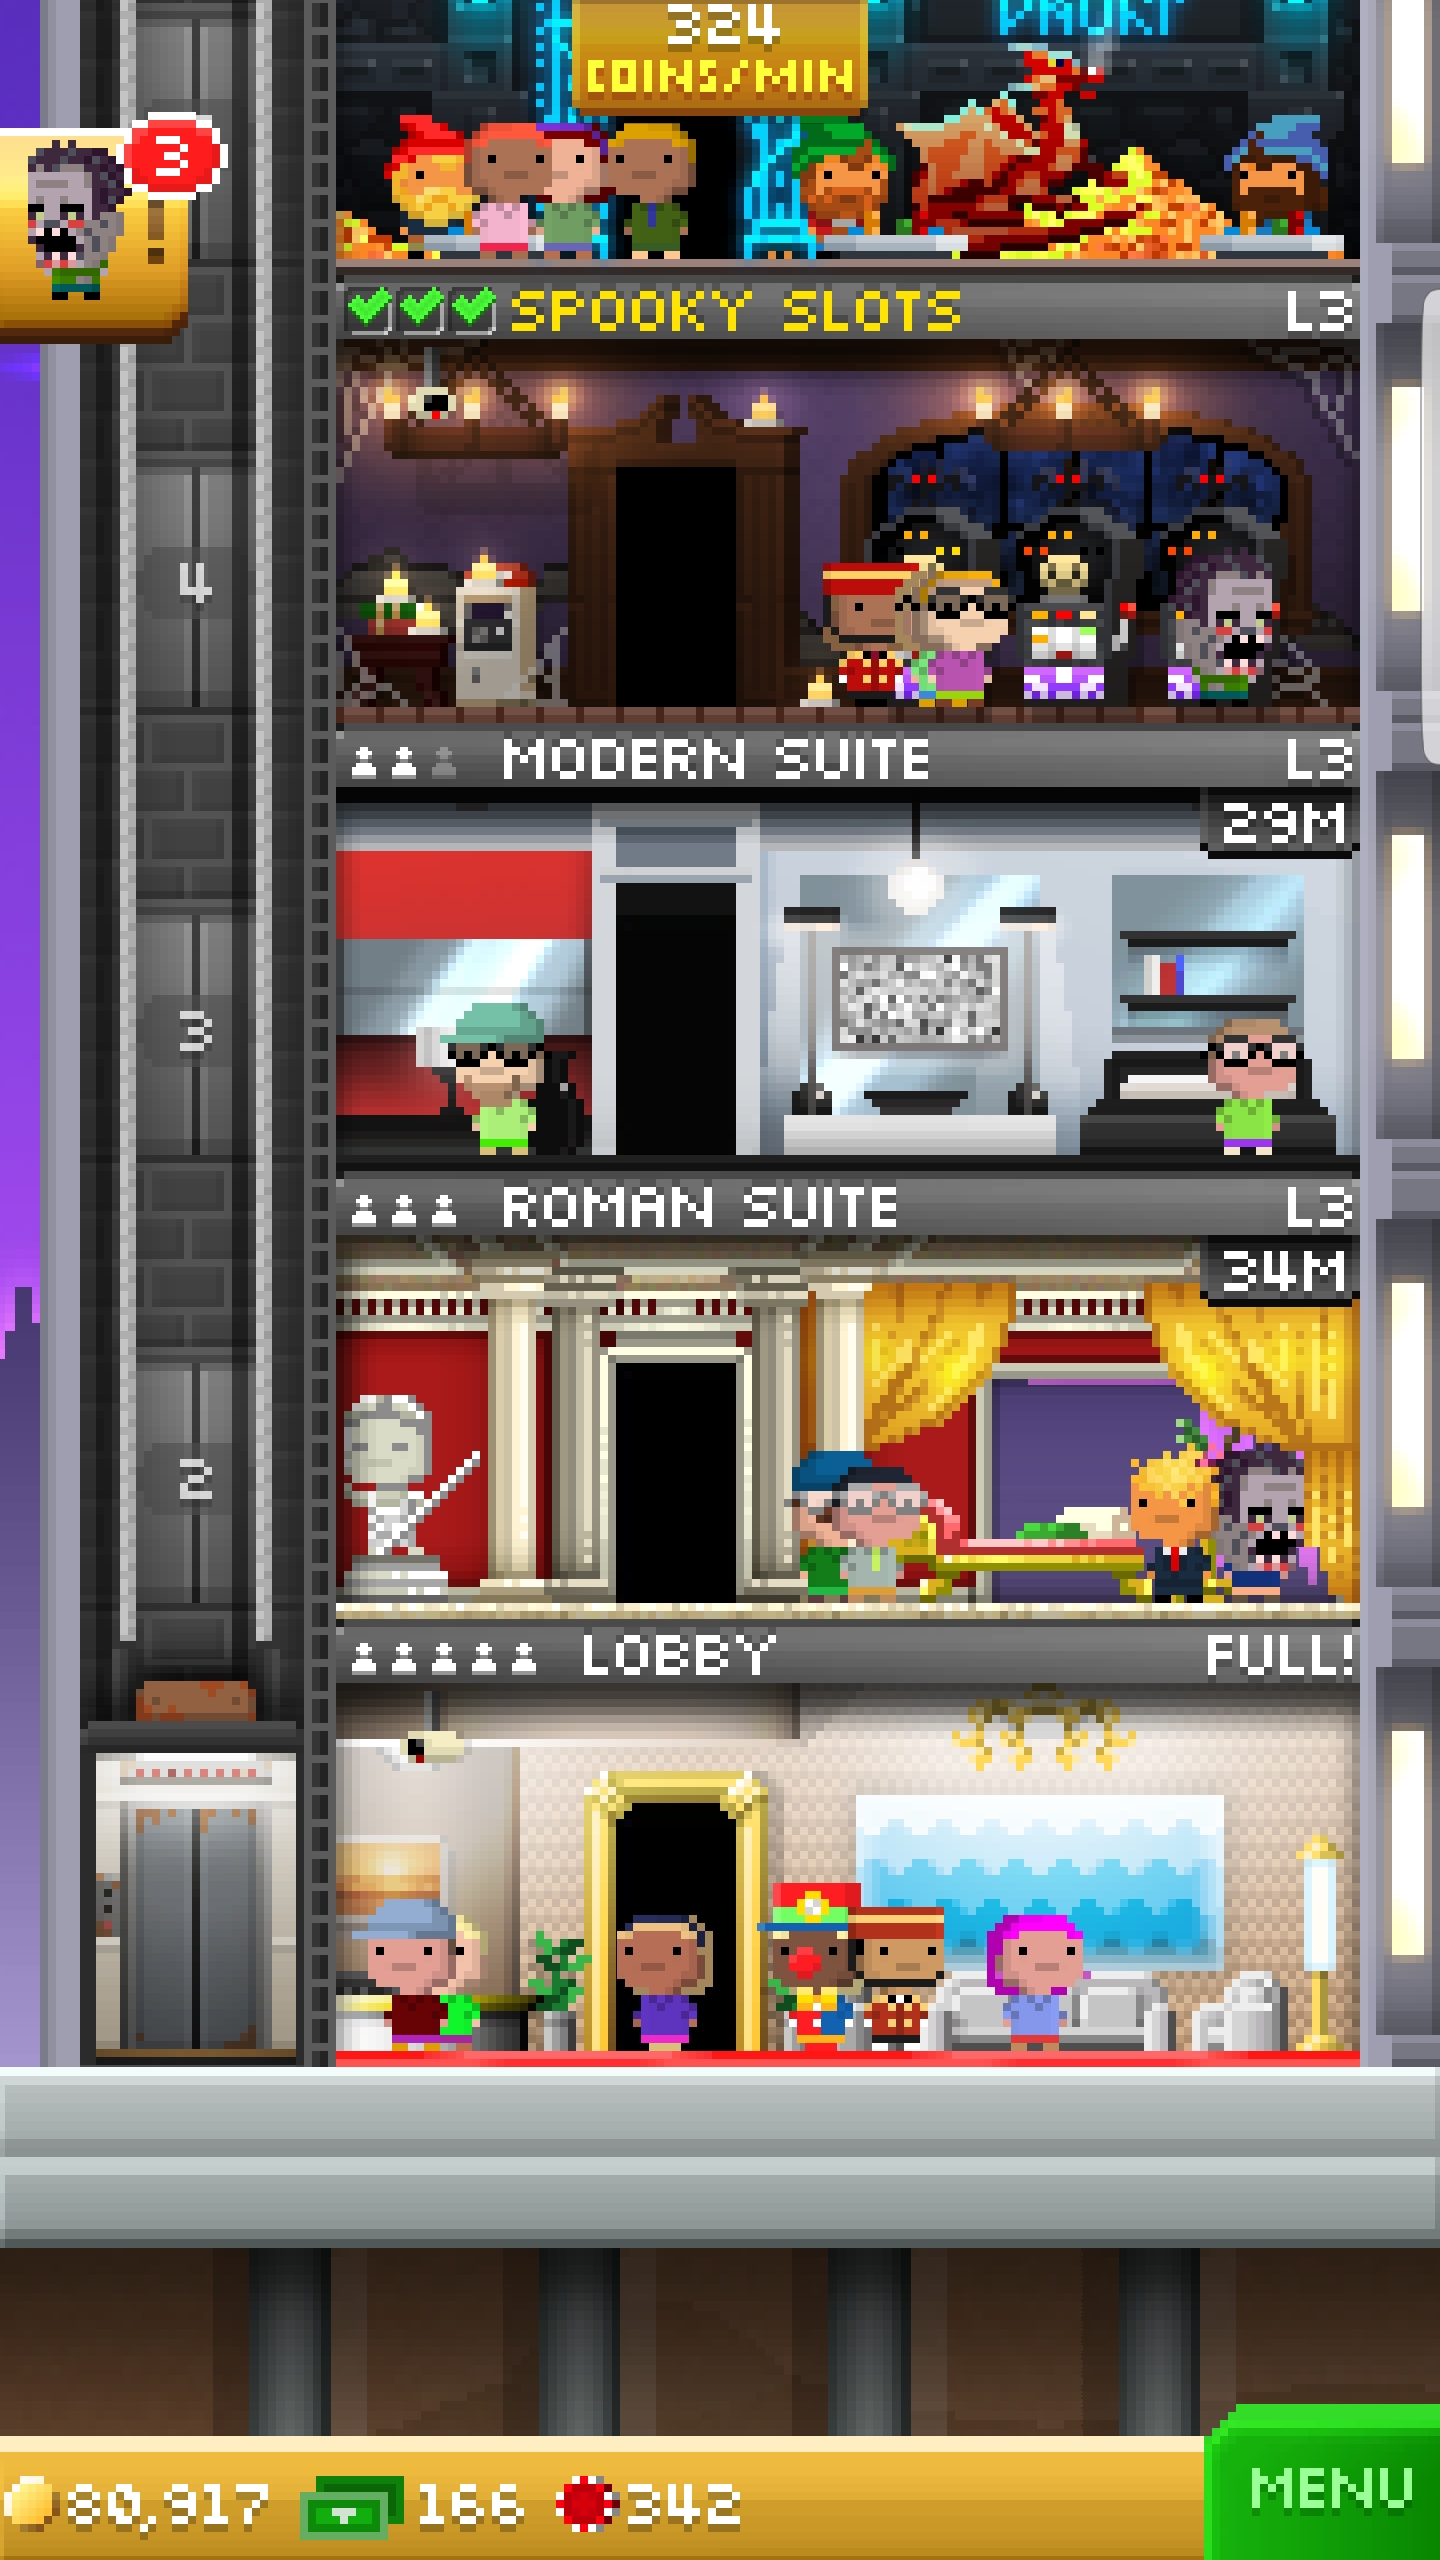 324
COINS/MIN
3
!
SPOOKY SLOTS L3
4
MODERN SUITE L3
29M
3
ROMAN SUITE L3
34M
2
LOBBY FULL!
80,917 166 342
MENU